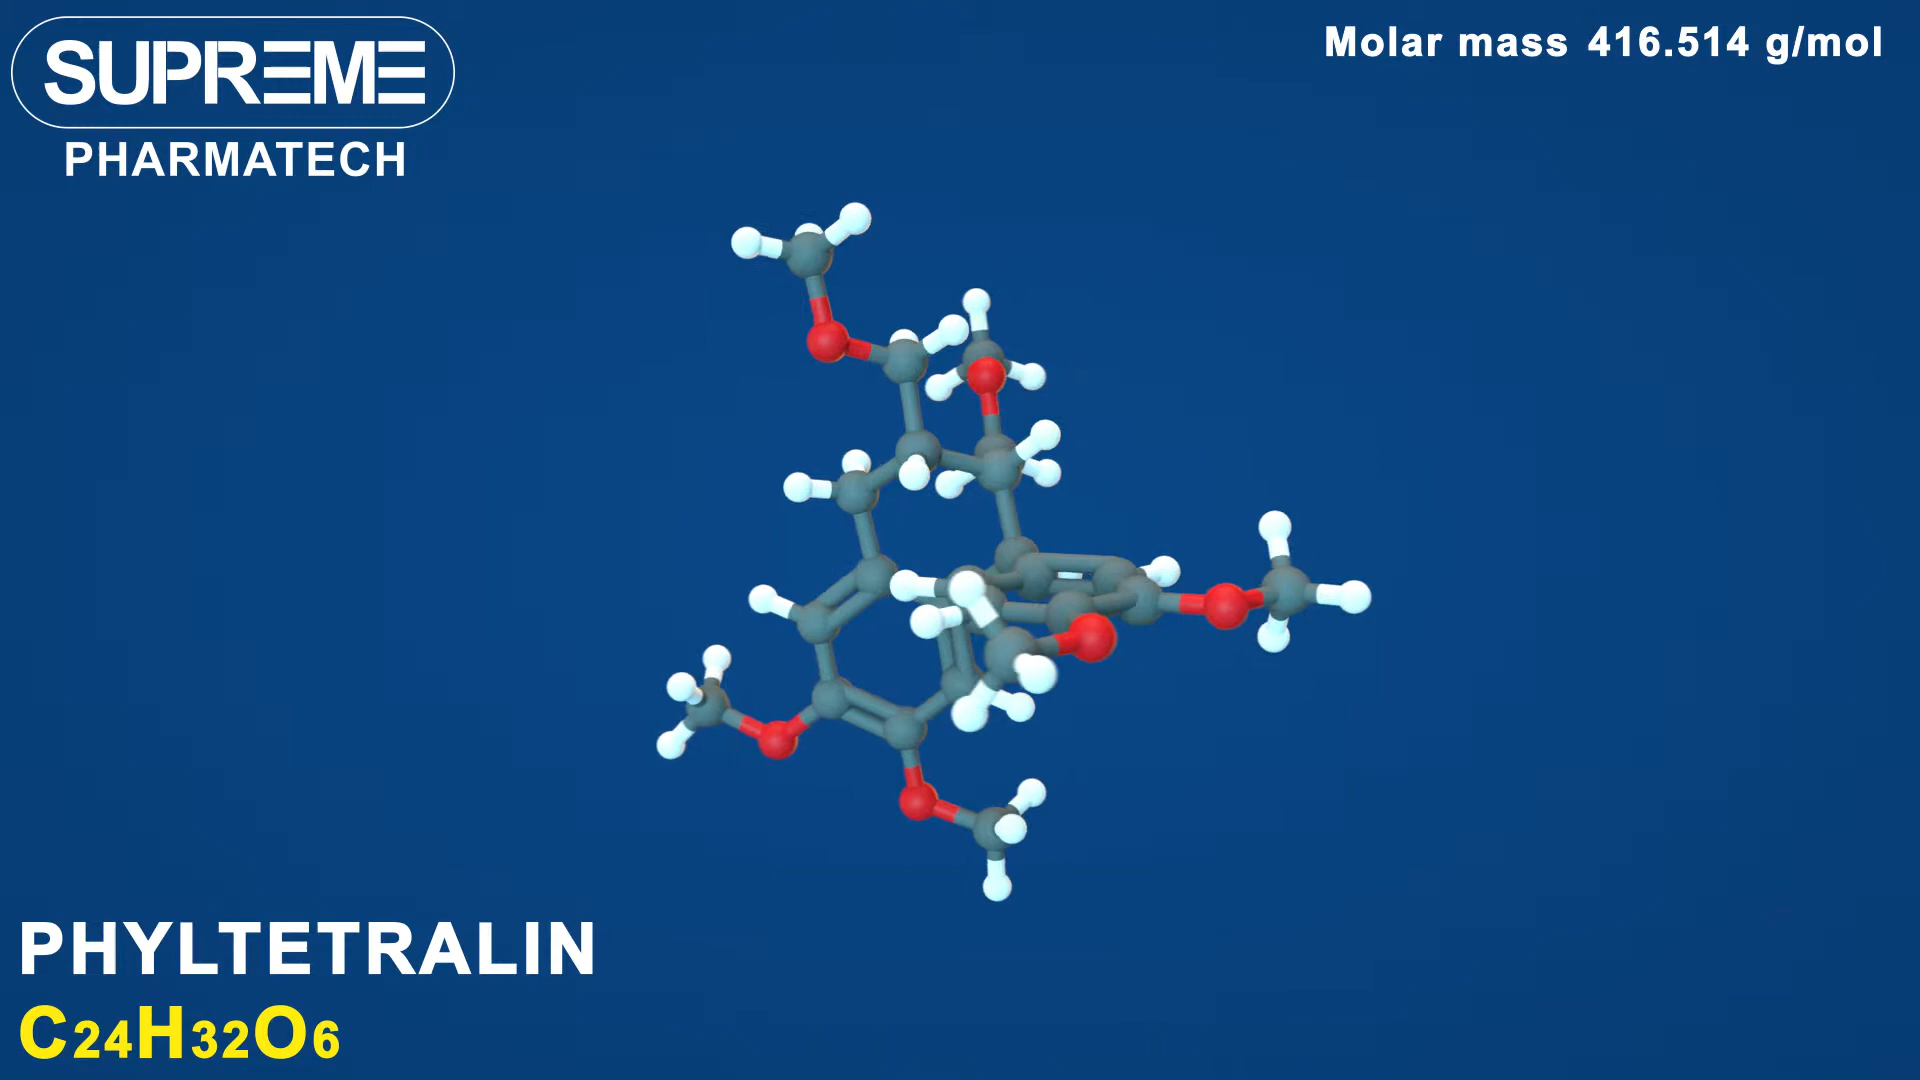 SUPREME
PHARMATECH
Molar mass 416.514 g/mol
PHYLTETRALIN
C24H32O6